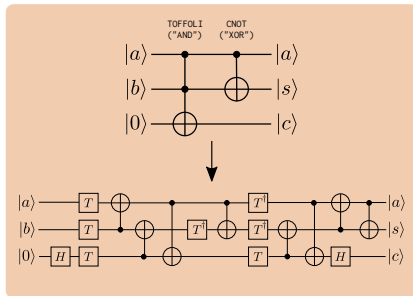 TOFFOLI CNOT
("AND") ("XOR")
|a⟩ |a⟩
|b⟩ |s⟩
|0⟩ |c⟩
|a⟩ T T† |a⟩
|b⟩ T T† T† |s⟩
|0⟩ H T T H |c⟩